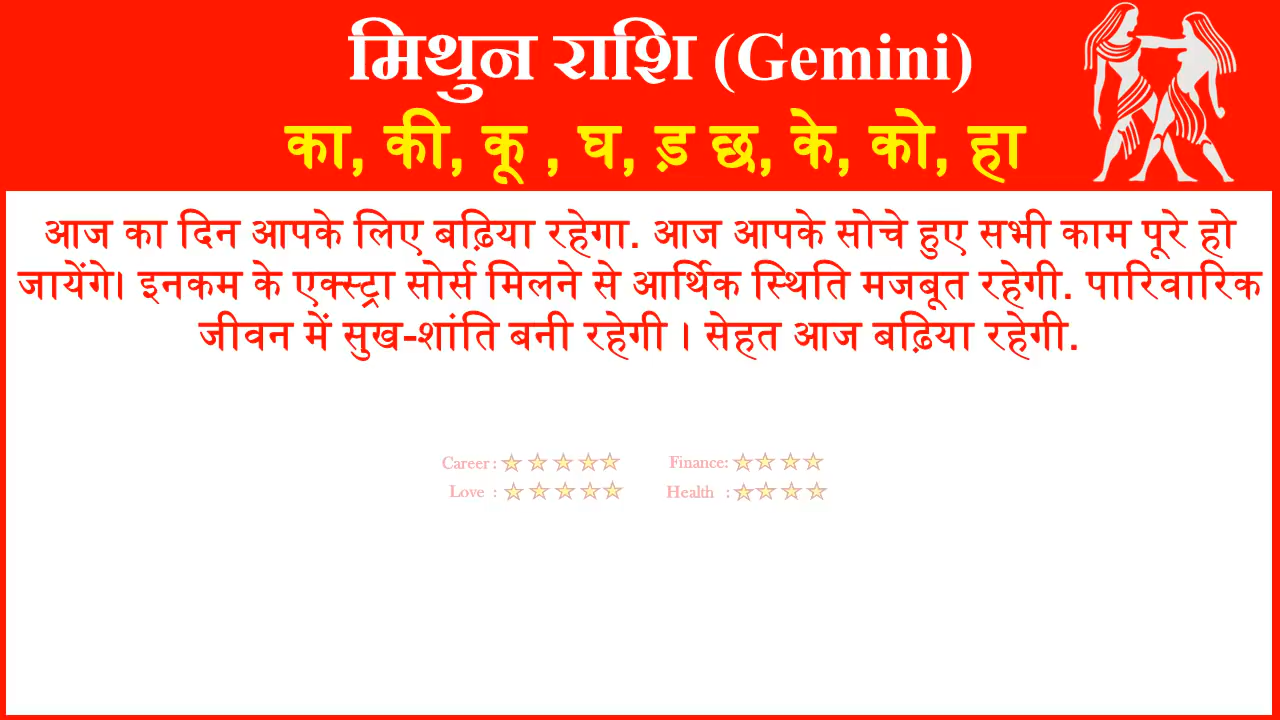 मिथुन राशि (Gemini)
का, की, कू , घ, ड़ छ, के, को, हा
आज का दिन आपके लिए बढ़िया रहेगा. आज आपके सोचे हुए सभी काम पूरे हो
जायेंगे। इनकम के एक्स्ट्रा सोर्स मिलने से आर्थिक स्थिति मजबूत रहेगी. पारिवारिक
जीवन में सुख-शांति बनी रहेगी । सेहत आज बढ़िया रहेगी.
Career : Finance:
Love : Health :